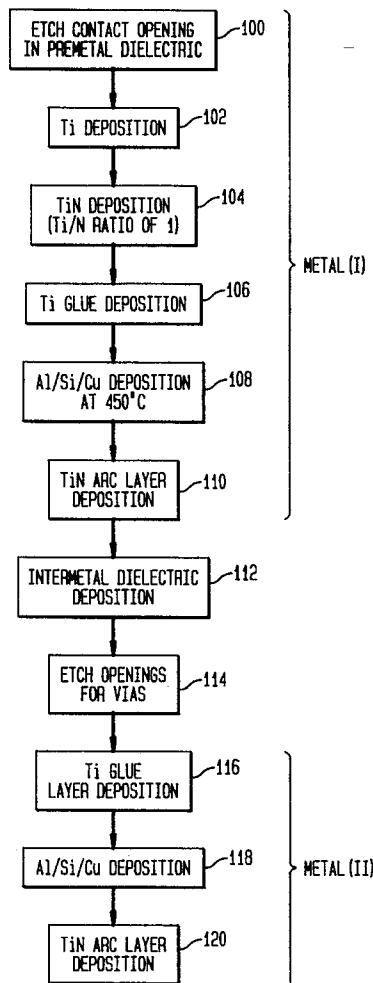 ETCH CONTACT OPENING
IN PREMETAL DIELECTRIC
100
Ti DEPOSITION
102
TiN DEPOSITION
(Ti/N RATIO OF 1)
104
METAL(I)
Ti GLUE DEPOSITION
106
Al/Si/Cu DEPOSITION
AT 450°C
108
TiN ARC LAYER
DEPOSITION
110
INTERMETAL DIELECTRIC
DEPOSITION
112
ETCH OPENINGS
FOR VIAS
114
Ti GLUE
LAYER DEPOSITION
116
Al/Si/Cu DEPOSITION
118
METAL(II)
TiN ARC LAYER
DEPOSITION
120